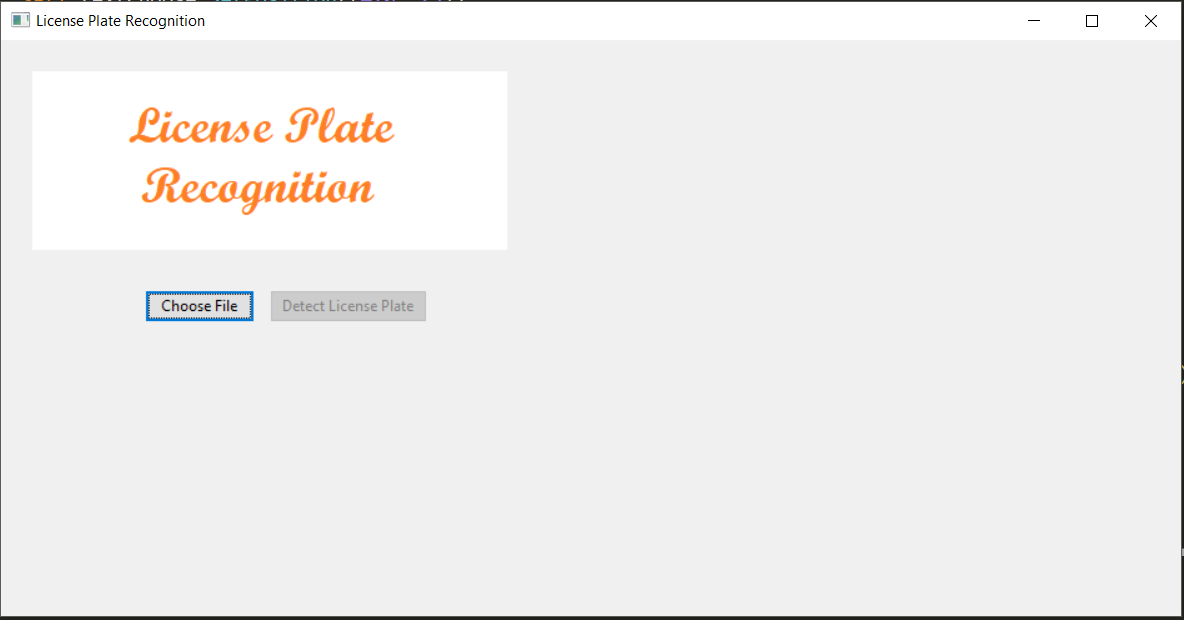 License Plate Recognition
License Plate
Recognition
Choose File
Detect License Plate